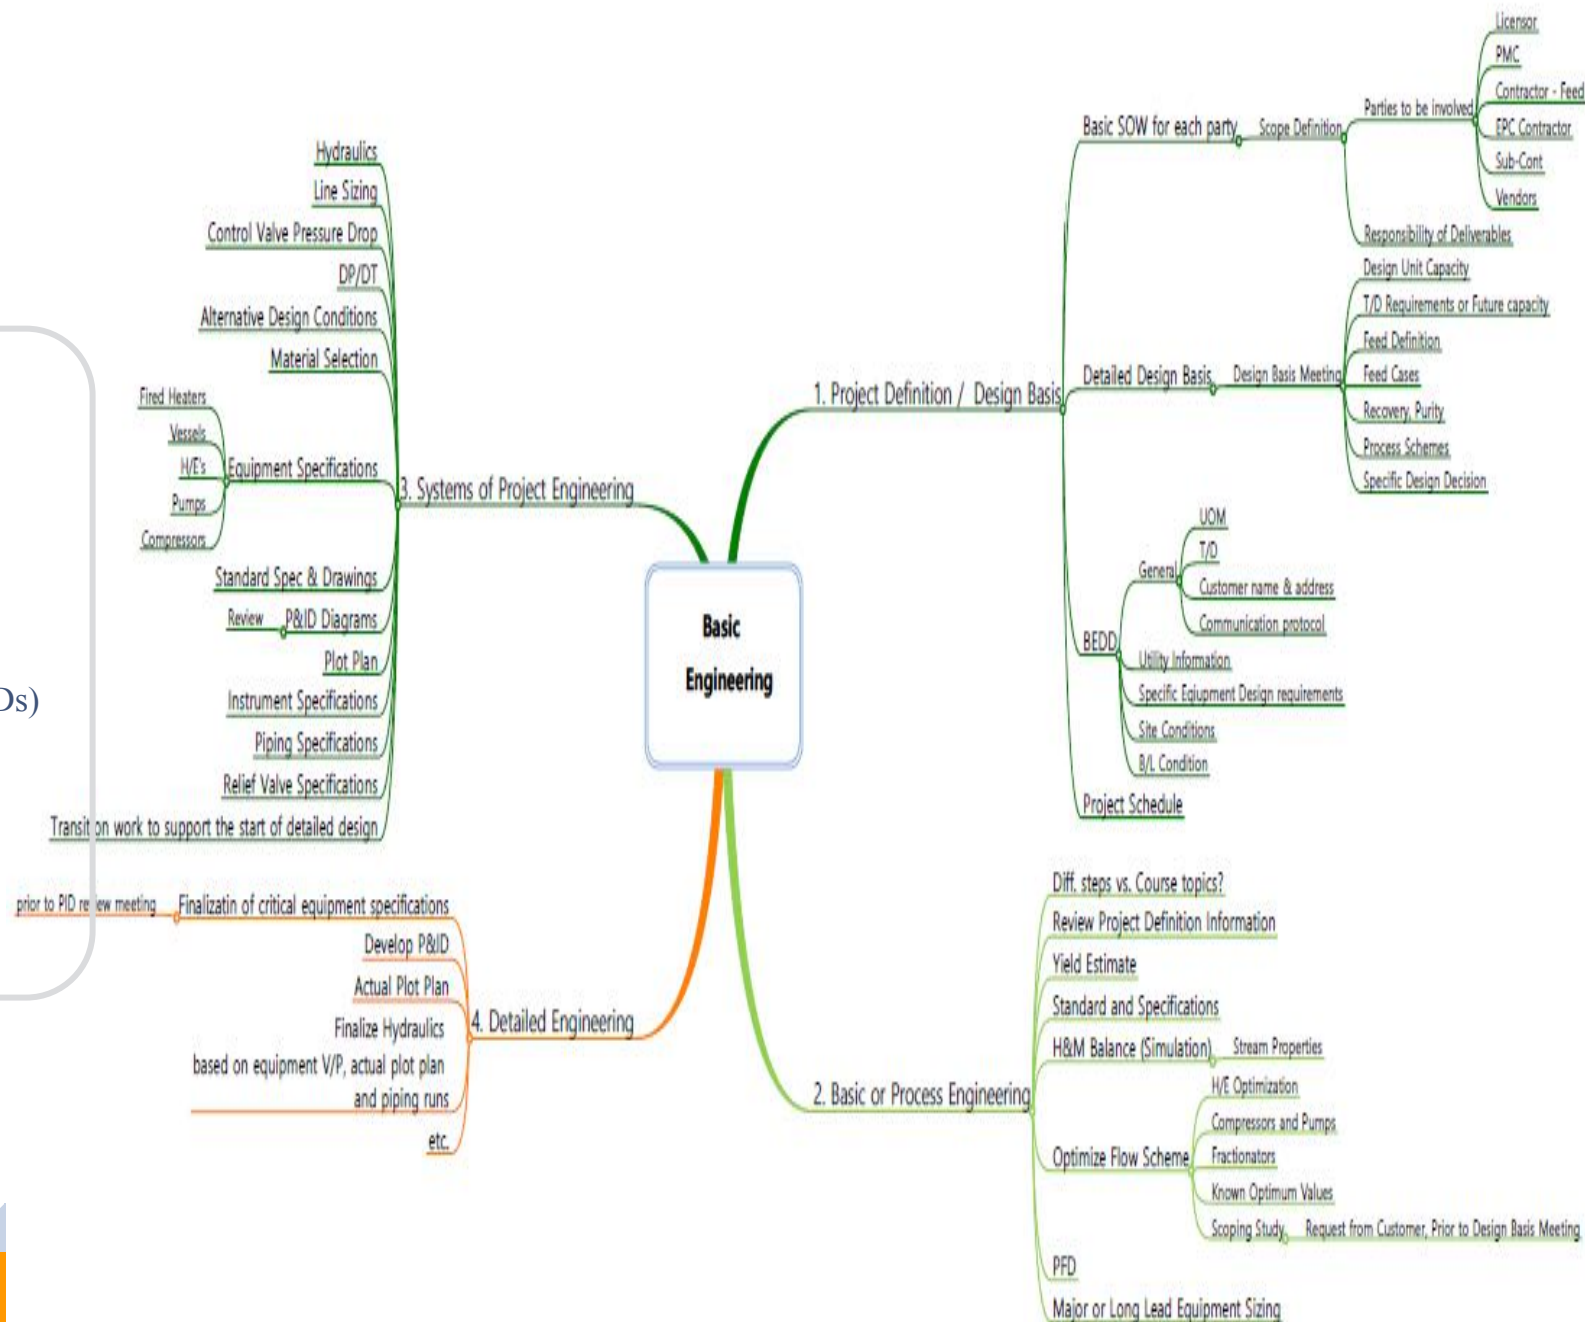 Basic
Engineering
1. Project Definition / Design Basis
Basic SOW for each party
Scope Definition
Parties to be involved
Licensor
PMC
Contractor - Feed
EPC Contractor
Sub-Cont
Vendors
Responsibility of Deliverables
Detailed Design Basis
Design Basis Meeting
Design Unit Capacity
T/D Requirements or Future capacity
Feed Definition
Feed Cases
Recovery, Purity
Process Schemes
Specific Design Decision
BEDD
General
UOM
T/D
Customer name & address
Communication protocol
Utility Information
Specific Eqiupment Design requirements
Site Conditions
B/L Condition
Project Schedule
2. Basic or Process Engineering
Diff. steps vs. Course topics?
Review Project Definition Information
Yield Estimate
Standard and Specifications
H&M Balance (Simulation)
Stream Properties
Optimize Flow Scheme
H/E Optimization
Compressors and Pumps
Fractionators
Known Optimum Values
Scoping Study
Request from Customer, Prior to Design Basis Meeting
PFD
Major or Long Lead Equipment Sizing
3. Systems of Project Engineering
Hydraulics
Line Sizing
Control Valve Pressure Drop
DP/DT
Alternative Design Conditions
Material Selection
Equipment Specifications
Fired Heaters
Vessels
H/E's
Pumps
Compressors
Standard Spec & Drawings
P&ID Diagrams
Review
Plot Plan
Instrument Specifications
Piping Specifications
Relief Valve Specifications
Transition work to support the start of detailed design
4. Detailed Engineering
Finalizatin of critical equipment specifications
prior to PID review meeting
Develop P&ID
Actual Plot Plan
Finalize Hydraulics
based on equipment V/P, actual plot plan
and piping runs
etc.
Ds)